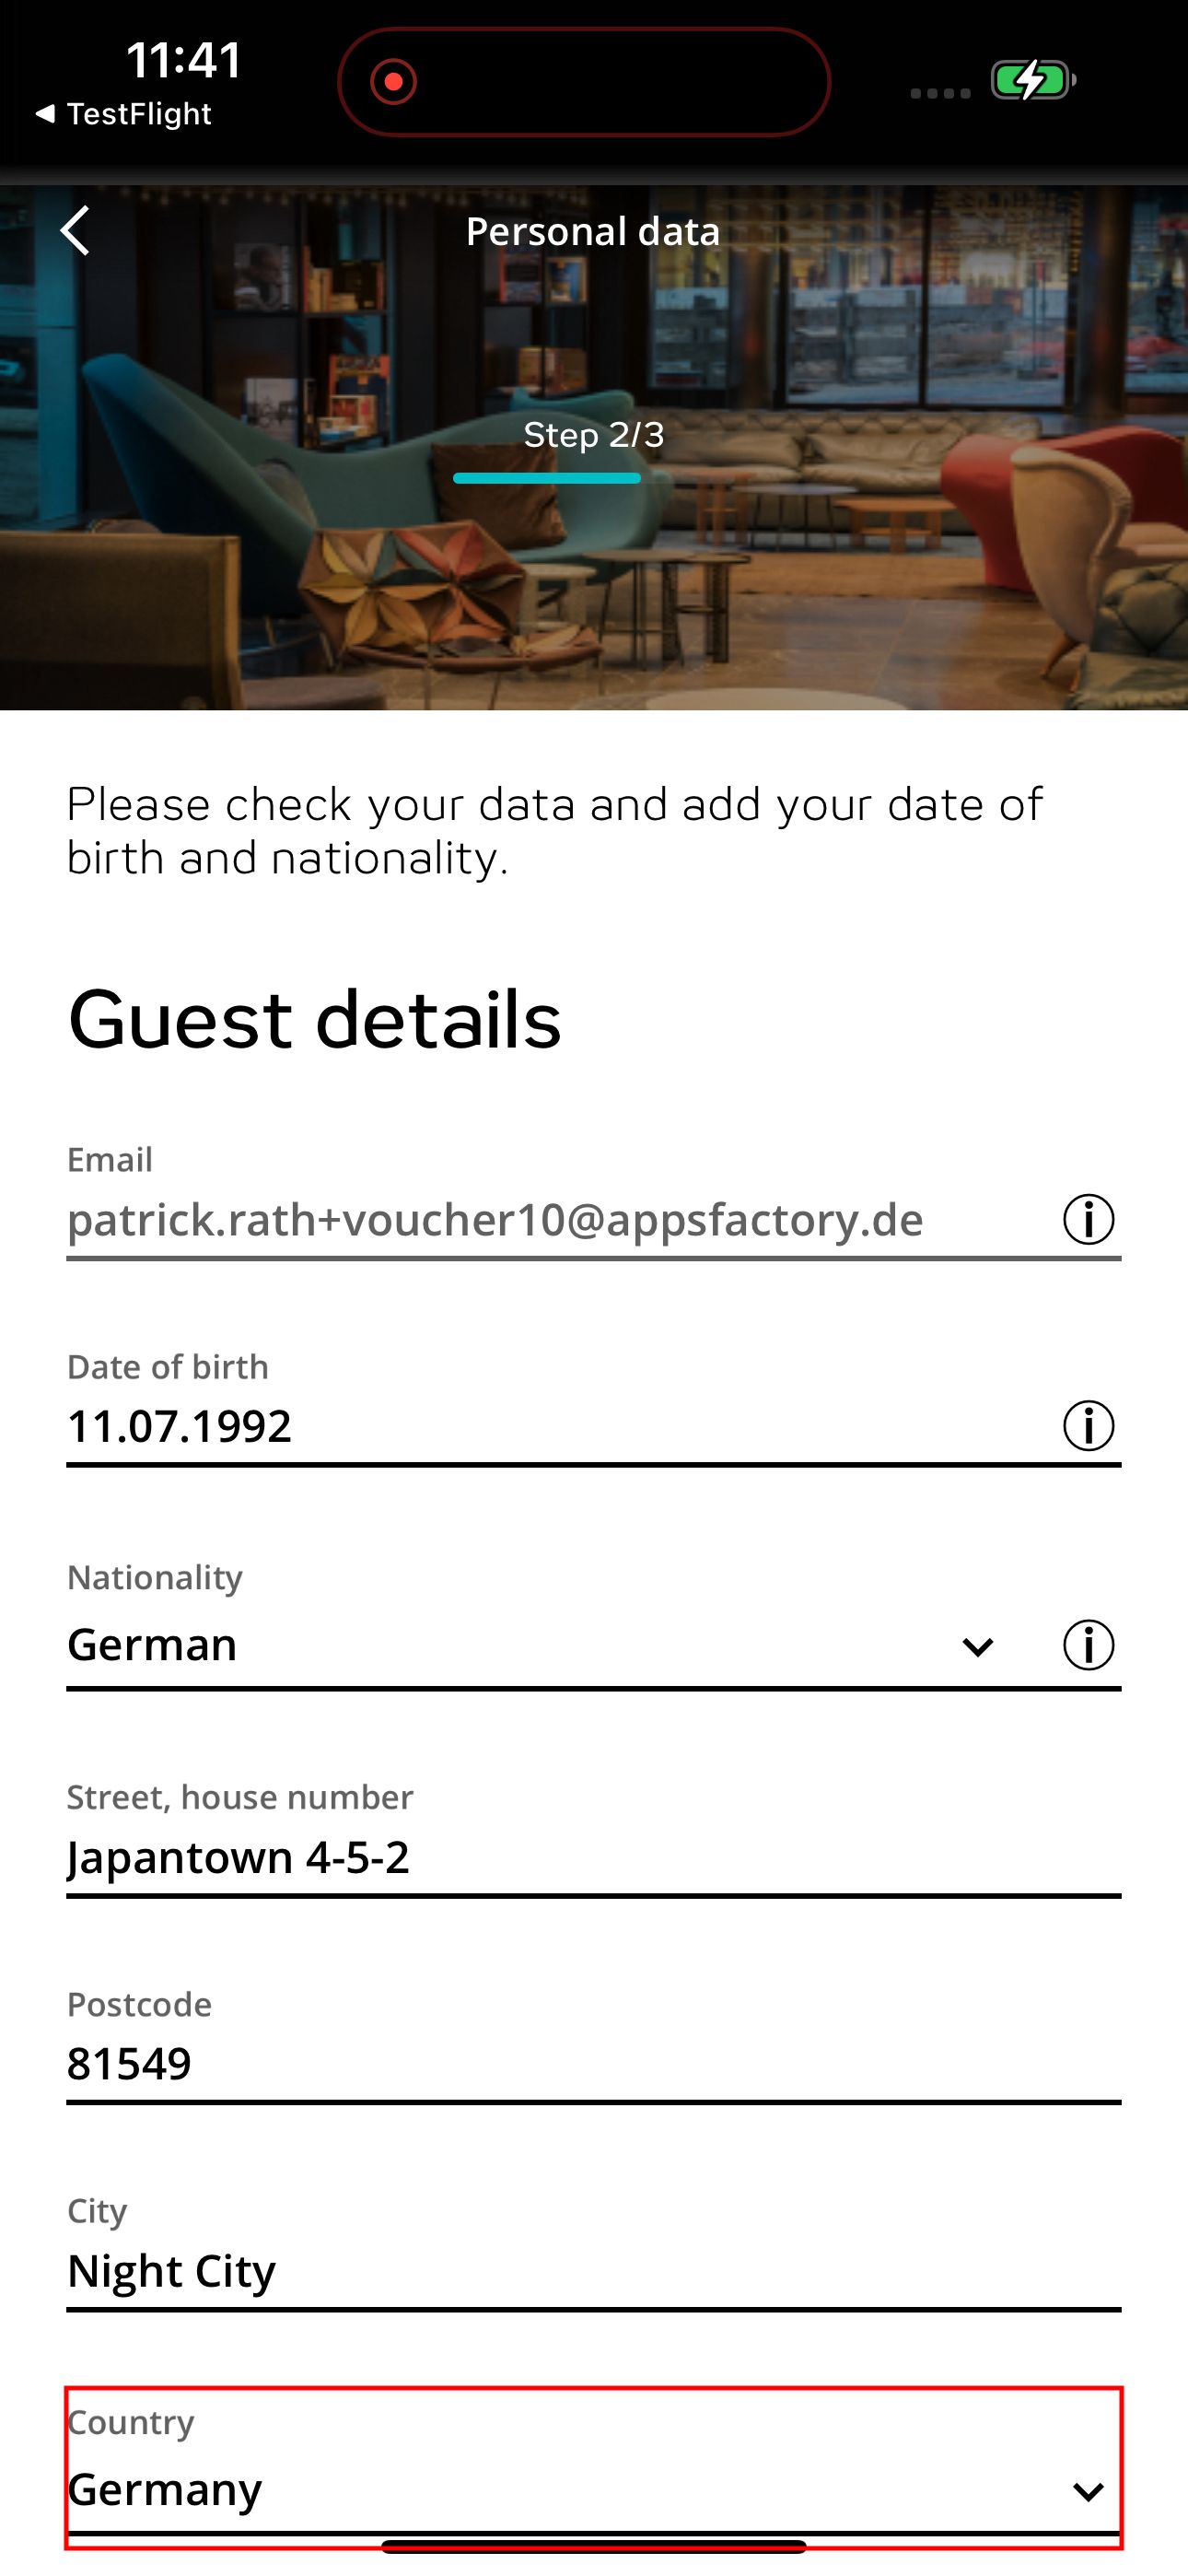 11:41
TestFlight
Personal data
Step 2/3
Please check your data and add your date of
birth and nationality.
Guest details
Email
patrick.rath+voucher10@appsfactory.de
Date of birth
11.07.1992
Nationality
German
Street, house number
Japantown 4-5-2
Postcode
81549
City
Night City
Country
Germany